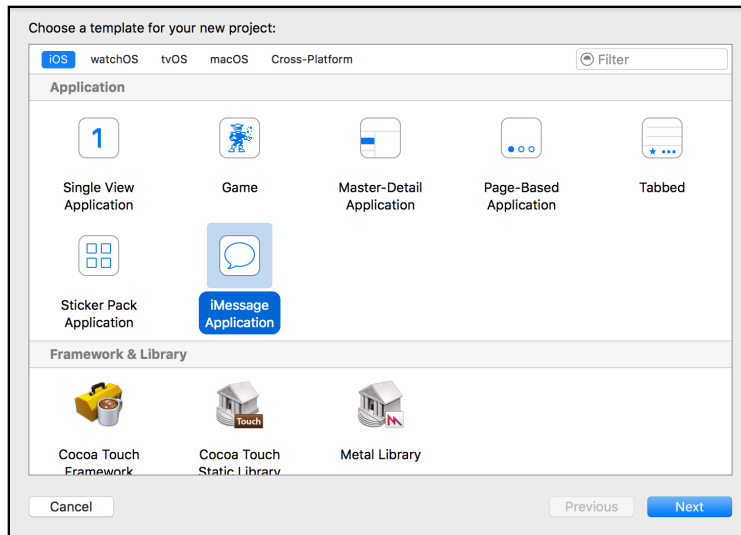 Choose a template for your new project:
iOS watchOS tvOS macOS Cross-Platform Filter
Application
1
Single View
Application
Game
Master-Detail
Application
Page-Based
Application
Tabbed
Sticker Pack
Application
iMessage
Application
Framework & Library
Touch
Cocoa Touch
Framework
Cocoa Touch
Static Library
Metal Library
Cancel Previous Next